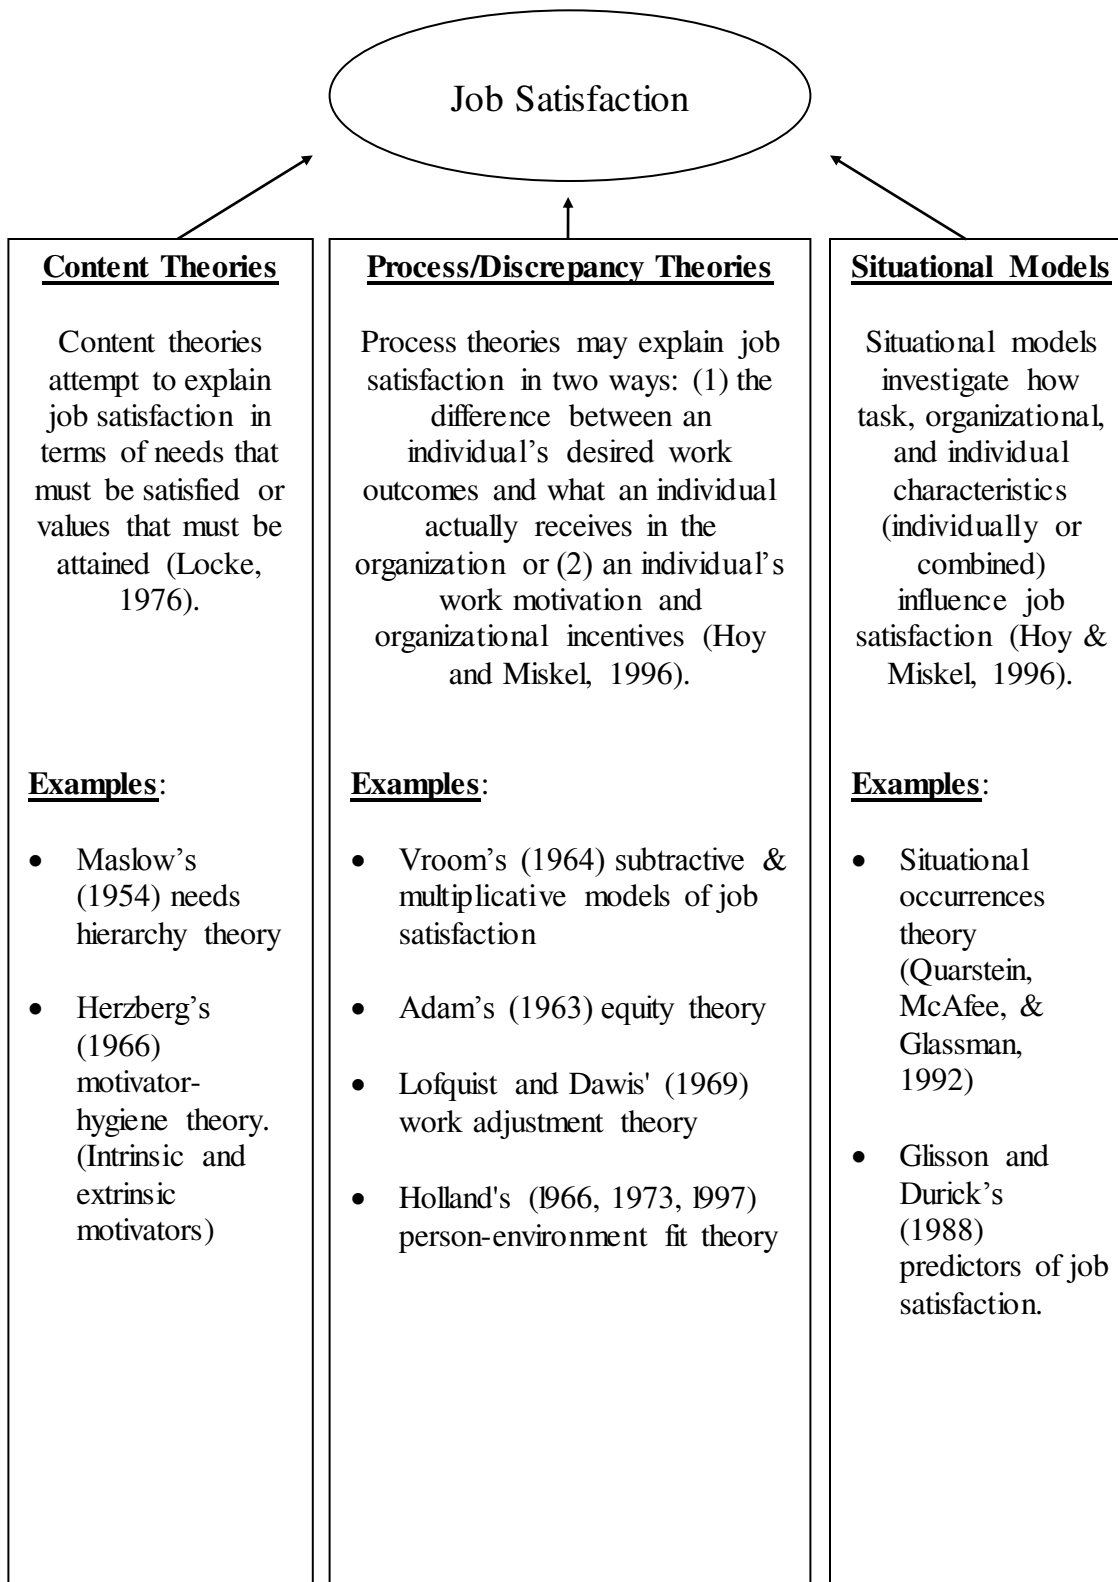 Job Satisfaction
Content Theories
Content theories
attempt to explain
job satisfaction in
terms of needs that
must be satisfied or
values that must be
attained (Locke,
1976).
Examples:
• Maslow's
(1954) needs
hierarchy theory
• Herzberg's
(1966)
motivator-
hygiene theory.
(Intrinsic and
extrinsic
motivators)
Process/Discrepancy Theories
Process theories may explain job
satisfaction in two ways: (1) the
difference between an
individual's desired work
outcomes and what an individual
actually receives in the
organization or (2) an individual's
work motivation and
organizational incentives (Hoy
and Miskel, 1996).
Examples:
• Vroom's (1964) subtractive &
multiplicative models of job
satisfaction
• Adam's (1963) equity theory
• Lofquist and Dawis' (1969)
work adjustment theory
• Holland's (l966, 1973, l997)
person-environment fit theory
Situational Models
Situational models
investigate how
task, organizational,
and individual
characteristics
(individually or
combined)
influence job
satisfaction (Hoy &
Miskel, 1996).
Examples:
• Situational
occurrences
theory
(Quarstein,
McAfee, &
Glassman,
1992)
• Glisson and
Durick's
(1988)
predictors of job
satisfaction.